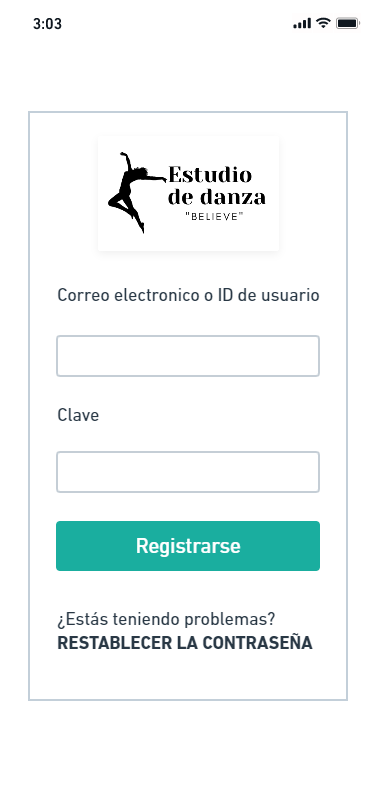 3:03
Estudio
de danza
"BELIEVE"
Correo electronico o ID de usuario
Clave
Registrarse
¿Estás teniendo problemas?
RESTABLECER LA CONTRASEÑA